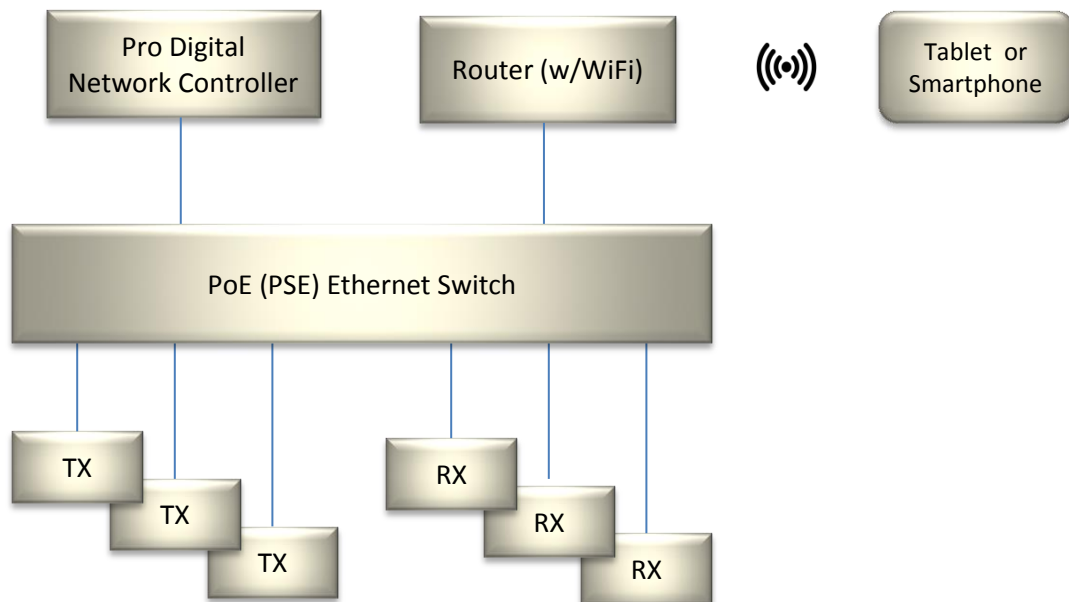 Pro Digital
Network Controller
Router (w/WiFi)
Tablet or
Smartphone
PoE (PSE) Ethernet Switch
TX
TX
TX
RX
RX
RX